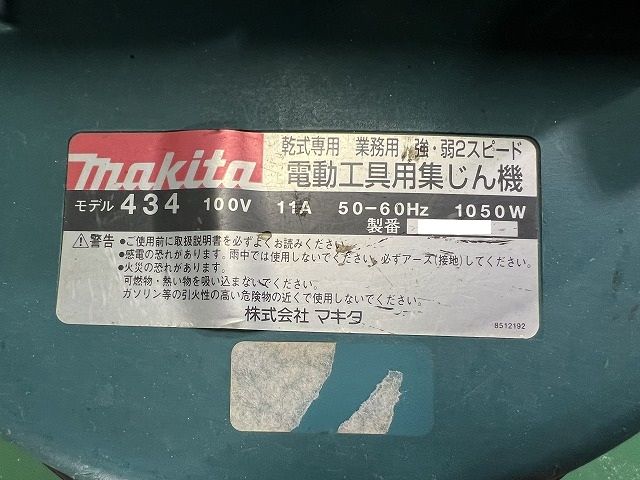 乾式専用 業務用 強・弱2スピード
makita 電動工具用集じん機
モデル 434 100V 11A 50-60Hz 1050W
製番
⚠警告 ●ご使用前に取扱説明書を必ずよくお読みください。
●感電の恐れがあります。雨中では使用しないでください。必ずアース(接地)してください。
●火災の恐れがあります。
可燃物・熱い物を吸い込まないでください。
ガソリン等の引火性の高い危険物の近くで使用しないでください。
株式会社 マキタ
8512192